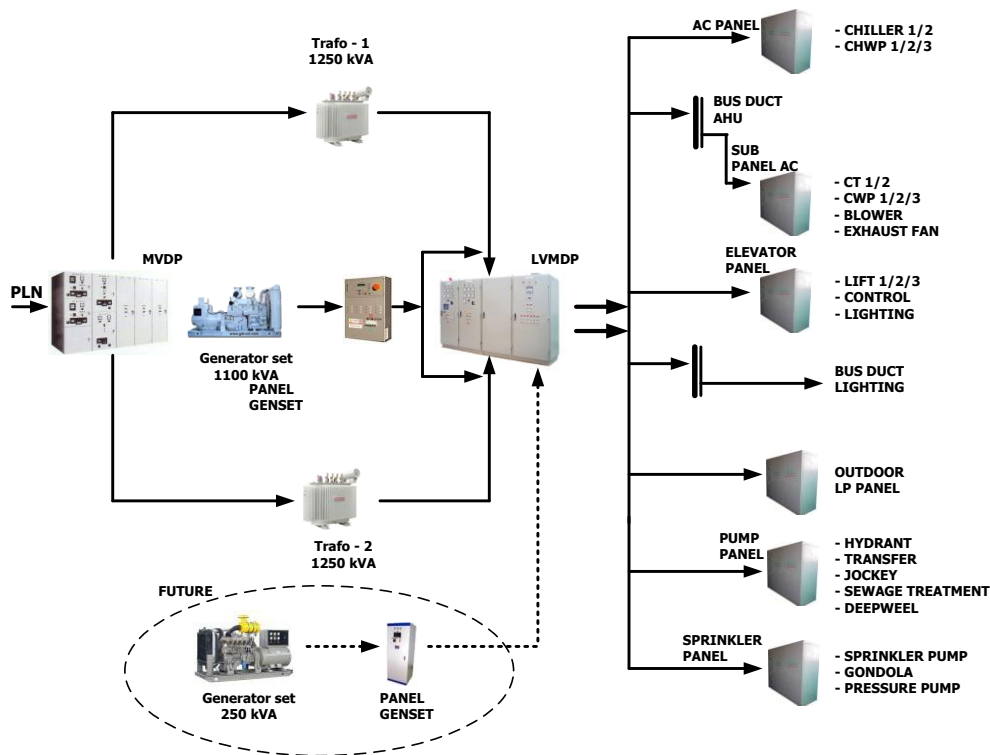 Trafo - 1
1250 kVA
PLN
MVDP
Generator set
1100 kVA
PANEL
GENSET
LVMDP
Trafo - 2
1250 kVA
FUTURE
Generator set
250 kVA
PANEL
GENSET
AC PANEL
- CHILLER 1/2
- CHWP 1/2/3
BUS DUCT
AHU
SUB
PANEL AC
- CT 1/2
- CWP 1/2/3
- BLOWER
- EXHAUST FAN
ELEVATOR
PANEL
- LIFT 1/2/3
- CONTROL
- LIGHTING
BUS DUCT
LIGHTING
OUTDOOR
LP PANEL
PUMP
PANEL
- HYDRANT
- TRANSFER
- JOCKEY
- SEWAGE TREATMENT
- DEEPWEEL
SPRINKLER
PANEL
- SPRINKLER PUMP
- GONDOLA
- PRESSURE PUMP